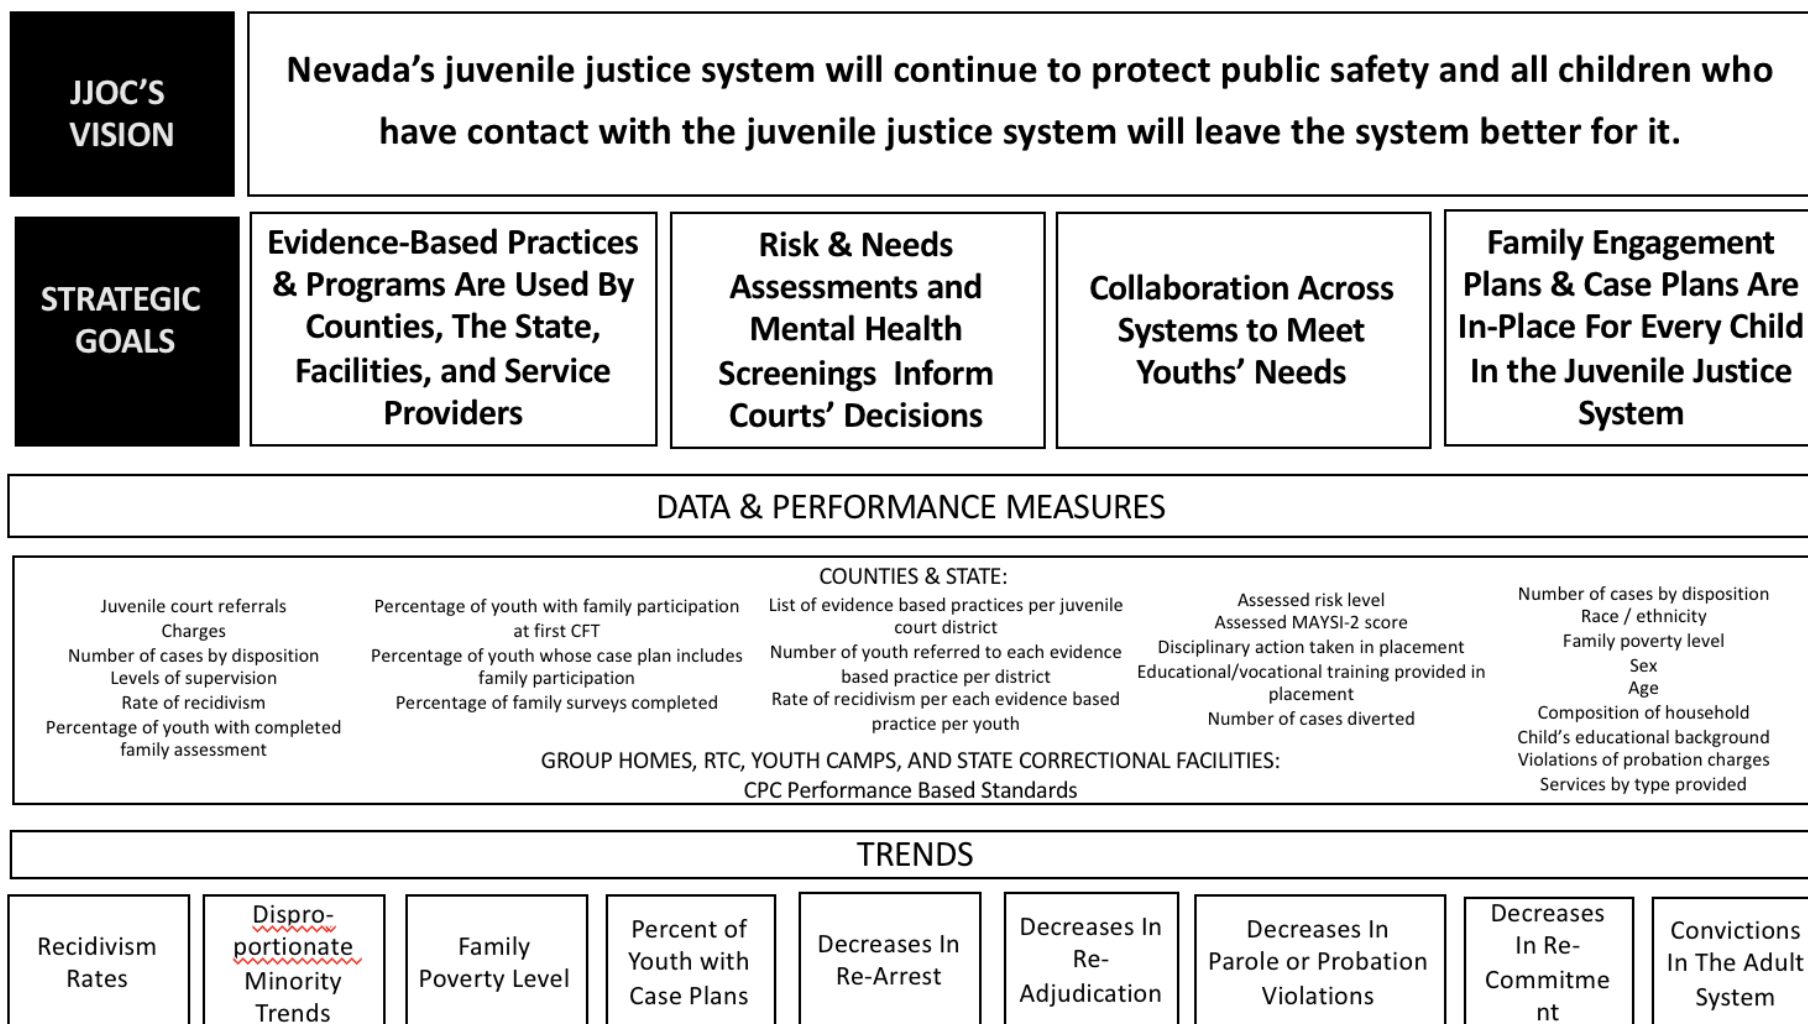 JJOC'S
VISION
Nevada's juvenile justice system will continue to protect public safety and all children who
have contact with the juvenile justice system will leave the system better for it.
STRATEGIC
GOALS
Evidence-Based Practices
& Programs Are Used By
Counties, The State,
Facilities, and Service
Providers
Risk & Needs
Assessments and
Mental Health
Screenings  Inform
Courts' Decisions
Collaboration Across
Systems to Meet
Youths' Needs
Family Engagement
Plans & Case Plans Are
In-Place For Every Child
In the Juvenile Justice
System
DATA & PERFORMANCE MEASURES
COUNTIES & STATE:
Juvenile court referrals
Charges
Number of cases by disposition
Levels of supervision
Rate of recidivism
Percentage of youth with completed
family assessment
Percentage of youth with family participation
at first CFT
Percentage of youth whose case plan includes
family participation
Percentage of family surveys completed
List of evidence based practices per juvenile
court district
Number of youth referred to each evidence
based practice per district
Rate of recidivism per each evidence based
practice per youth
Assessed risk level
Assessed MAYSI-2 score
Disciplinary action taken in placement
Educational/vocational training provided in
placement
Number of cases diverted
Number of cases by disposition
Race / ethnicity
Family poverty level
Sex
Age
Composition of household
Child's educational background
Violations of probation charges
Services by type provided
GROUP HOMES, RTC, YOUTH CAMPS, AND STATE CORRECTIONAL FACILITIES:
CPC Performance Based Standards
TRENDS
Recidivism
Rates
Dispro-
portionate
Minority
Trends
Family
Poverty Level
Percent of
Youth with
Case Plans
Decreases In
Re-Arrest
Decreases In
Re-
Adjudication
Decreases In
Parole or Probation
Violations
Decreases
In Re-
Commitme
nt
Convictions
In The Adult
System